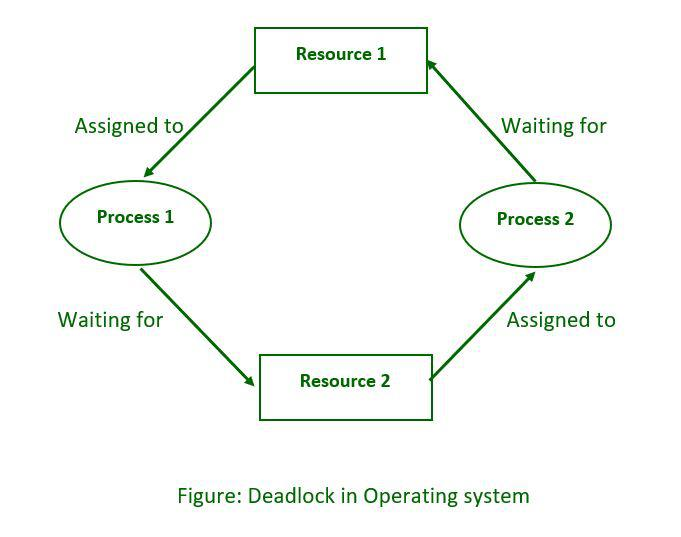 Resource 1
Assigned to
Waiting for
Process 1
Process 2
Waiting for
Assigned to
Resource 2
Figure: Deadlock in Operating system